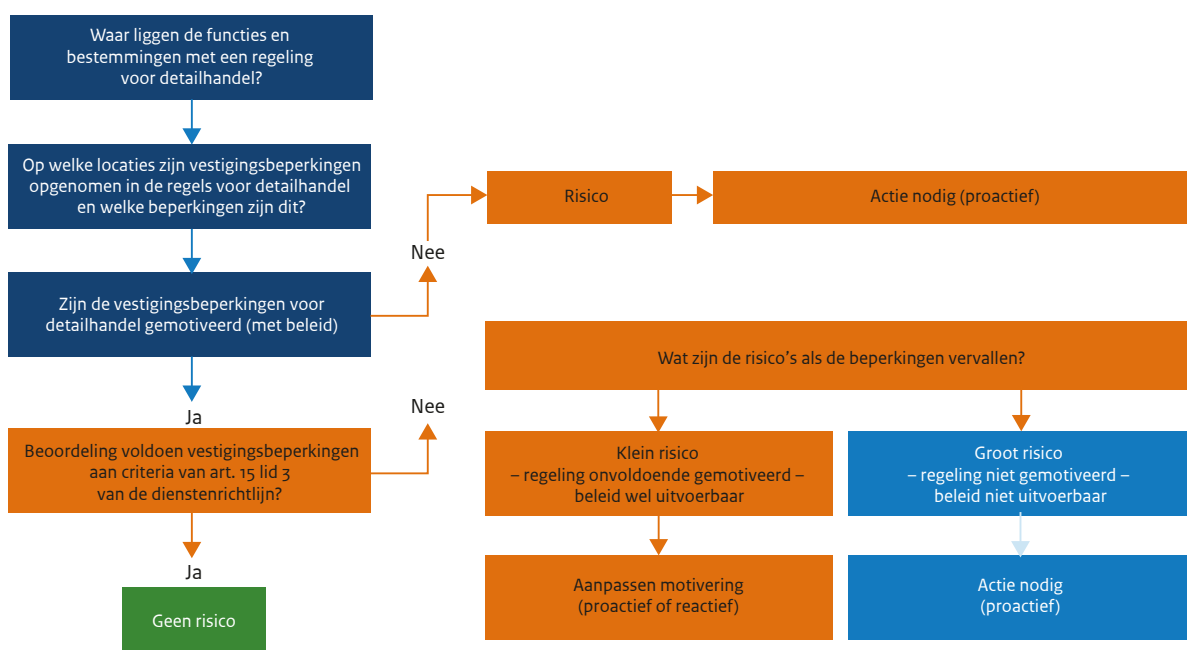 Waar liggen de functies en
bestemmingen met een regeling
voor detailhandel?
Op welke locaties zijn vestigingsbeperkingen
opgenomen in de regels voor detailhandel
en welke beperkingen zijn dit?
Zijn de vestigingsbeperkingen voor
detailhandel gemotiveerd (met beleid)
Nee
Risico
Actie nodig (proactief)
Ja
Beoordeling voldoen vestigingsbeperkingen
aan criteria van art. 15 lid 3
van de dienstenrichtlijn?
Nee
Wat zijn de risico's als de beperkingen vervallen?
Klein risico
– regeling onvoldoende gemotiveerd –
beleid wel uitvoerbaar
Groot risico
– regeling niet gemotiveerd –
beleid niet uitvoerbaar
Aanpassen motivering
(proactief of reactief)
Actie nodig
(proactief)
Ja
Geen risico